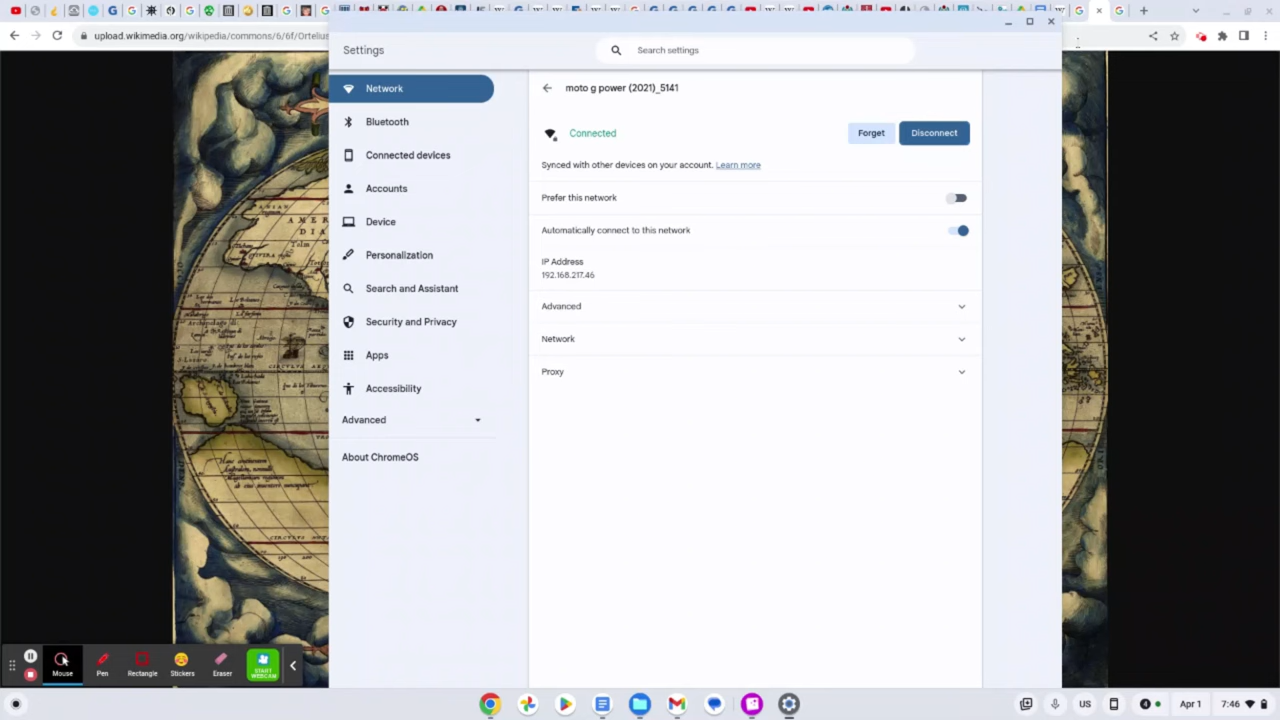 upload.wikimedia.org/wikipedia/commons/6/6f/Ortelius
Settings
Search settings
Network
Bluetooth
Connected devices
Accounts
Device
Personalization
Search and Assistant
Security and Privacy
Apps
Accessibility
Advanced
About ChromeOS
moto g power (2021)_5141
Connected
Forget
Disconnect
Synced with other devices on your account. Learn more
Prefer this network
Automatically connect to this network
IP Address
192.168.217.46
Advanced
Network
Proxy
Mouse
Pen
Rectangle
Stickers
Eraser
START
WEBCAM
US
4
Apr 1
7:46